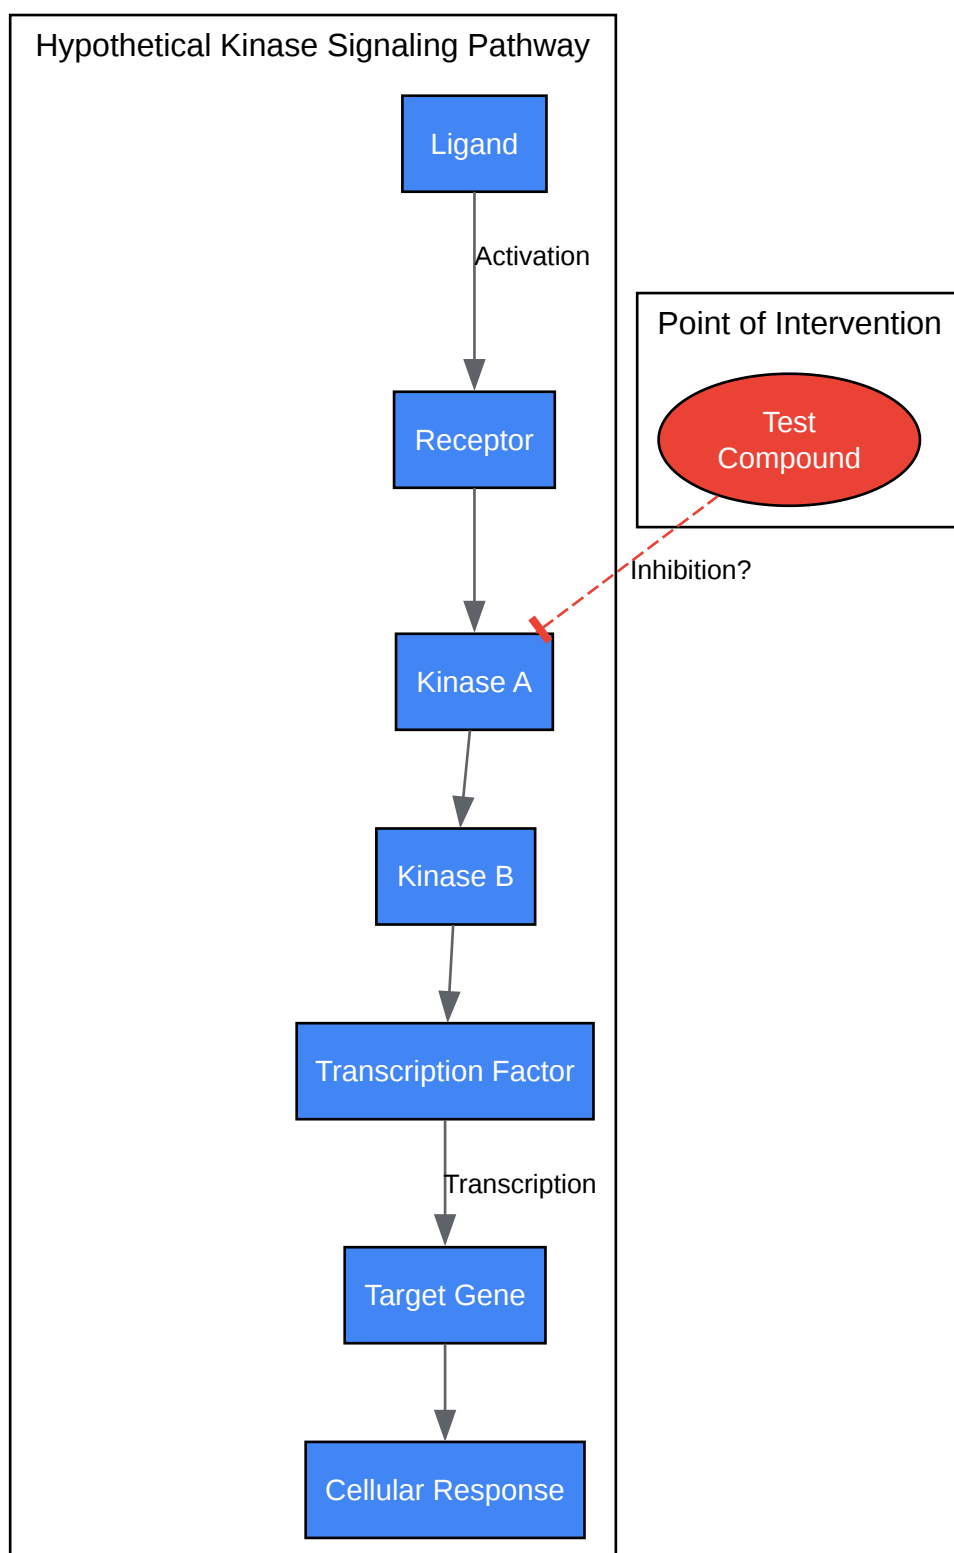 Hypothetical Kinase Signaling Pathway
Ligand
Activation
Point of Intervention
Test
Compound
Receptor
Inhibition?
Kinase A
Kinase B
Transcription Factor
Transcription
Target Gene
Cellular Response